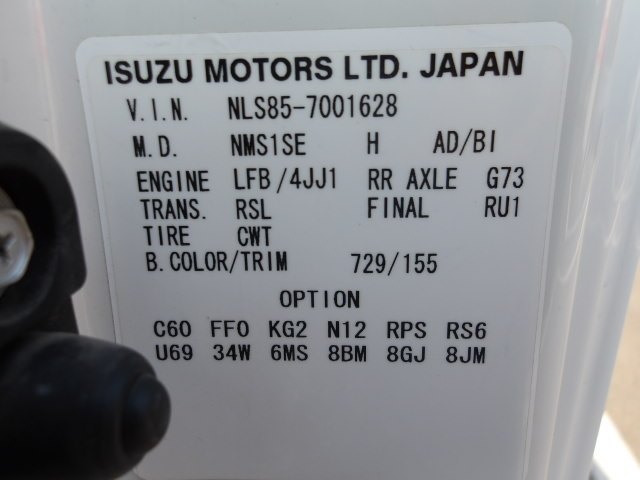 ISUZU MOTORS LTD. JAPAN
V.I.N. NLS85-7001628
M.D. NMS1SE H AD/BI
ENGINE LFB/4JJ1 RR AXLE G73
TRANS. RSL FINAL RU1
TIRE CWT
B.COLOR/TRIM 729/155
OPTION
C60 FF0 KG2 N12 RPS RS6
U69 34W 6MS 8BM 8GJ 8JM